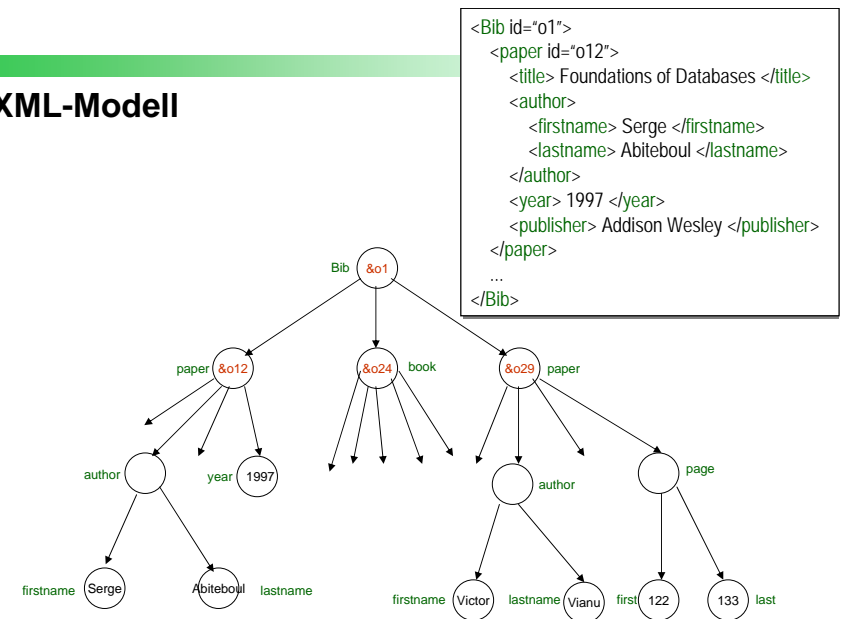 <Bib id=“o1”>
<paper id=“o12”>
<title> Foundations of Databases </title>
<author>
<firstname> Serge </firstname>
<lastname> Abiteboul </lastname>
</author>
<year> 1997 </year>
<publisher> Addison Wesley </publisher>
</paper>
...
</Bib>
XML-Modell
Bib &o1
paper &o12 &o24 book &o29 paper
author year 1997 author page
firstname Serge Abiteboul lastname firstname Victor lastname Vianu first 122 133 last